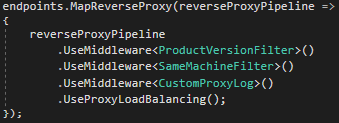 endpoints.MapReverseProxy(reverseProxyPipeline =>
{
    reverseProxyPipeline
        .UseMiddleware<ProductVersionFilter>()
        .UseMiddleware<SameMachineFilter>()
        .UseMiddleware<CustomProxyLog>()
        .UseProxyLoadBalancing();
});